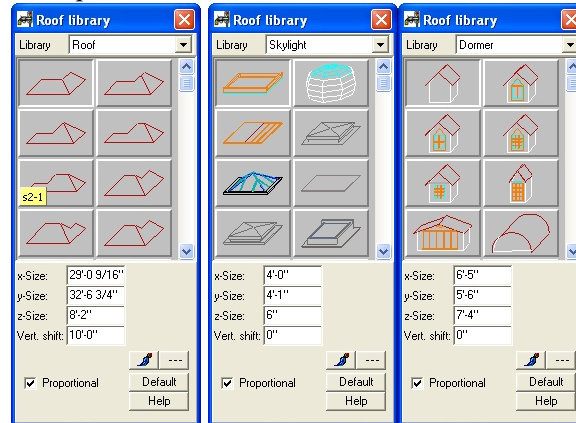 Roof library
Library Roof
s2-1
x-Size: 29'-0 9/16"
y-Size: 32'-6 3/4"
z-Size: 8'-2"
Vert. shift: 10'-0"
---
Proportional Default
Help
Roof library
Library Skylight
x-Size: 4'-0"
y-Size: 4'-1"
z-Size: 6"
Vert. shift: 0"
---
Proportional Default
Help
Roof library
Library Dormer
x-Size: 6'-5"
y-Size: 5'-6"
z-Size: 7'-4"
Vert. shift: 0"
---
Proportional Default
Help